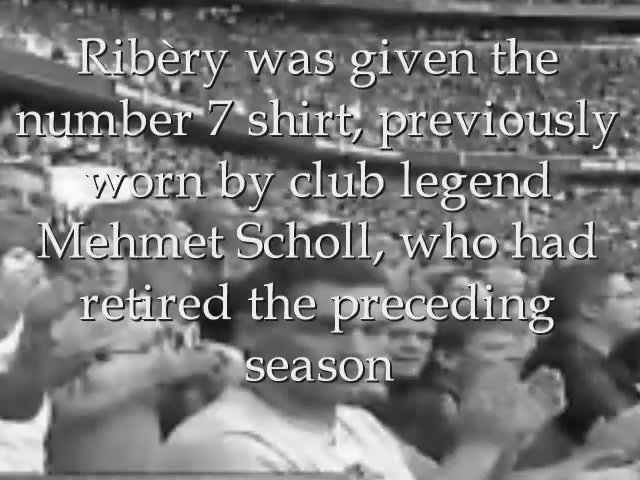 Ribèry was given the
number 7 shirt, previously
worn by club legend
Mehmet Scholl, who had
retired the preceding
season